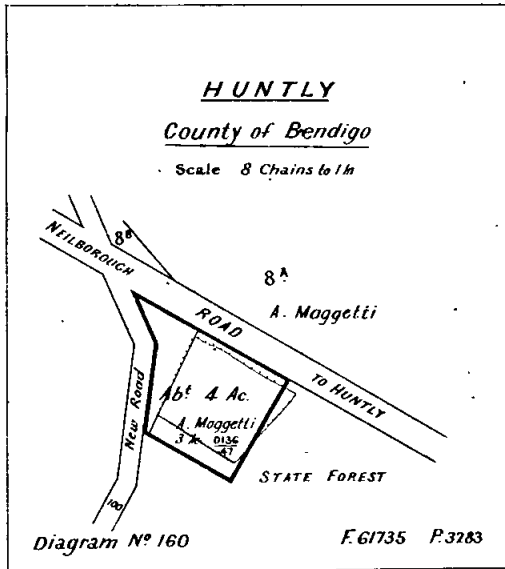 HUNTLY
County of Bendigo
Scale 8 Chains to 1 In
8ᴮ
NEILBOROUGH ROAD TO HUNTLY
8ᴬ
A. Maggetti
New Road
Abᵗ 4 Ac.
A. Maggetti
3 Ac 0136/47
STATE FOREST
100
Diagram Nº 160
F.61735 P.3283